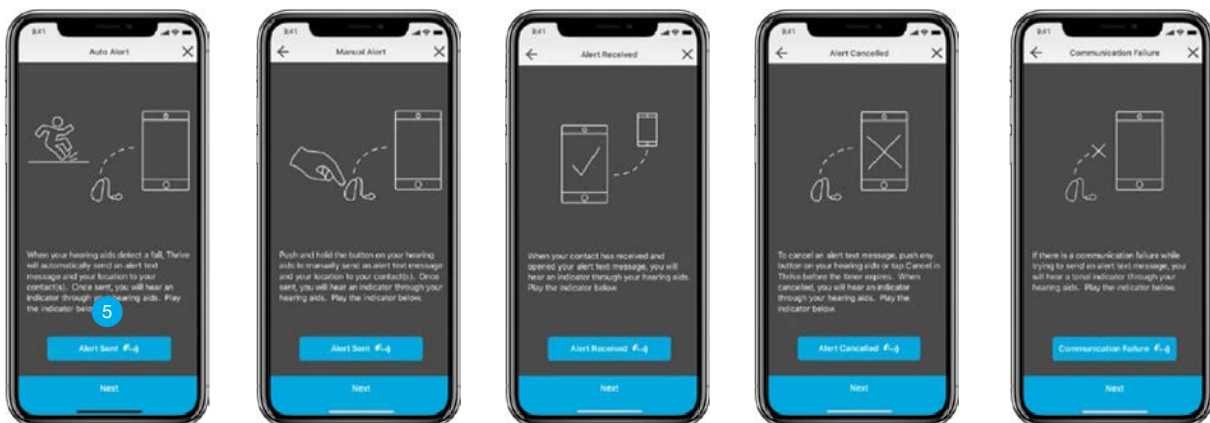 9:41
Auto Alert
When your hearing aids detect a fall, Thrive
will automatically send an alert text
message and your location to your
contact(s). Once sent, you will hear an
indicator through your hearing aids. Play
the indicator below.
5
Alert Sent
Next
9:41
Manual Alert
Push and hold the button on your hearing
aids to manually send an alert text message
and your location to your contact(s). Once
sent, you will hear an indicator through your
hearing aids. Play the indicator below.
Alert Sent
Next
9:41
Alert Received
When your contact has received and
opened your alert text message, you will
hear an indicator through your hearing aids.
Play the indicator below.
Alert Received
Next
9:41
Alert Cancelled
To cancel an alert text message, push any
button on your hearing aids or tap Cancel in
Thrive before the timer expires. When
cancelled, you will hear an indicator
through your hearing aids. Play the
indicator below.
Alert Cancelled
Next
9:41
Communication Failure
If there is a communication failure while
trying to send an alert text message, you
will hear a tonal indicator through your
hearing aids. Play the indicator below.
Communication Failure
Next